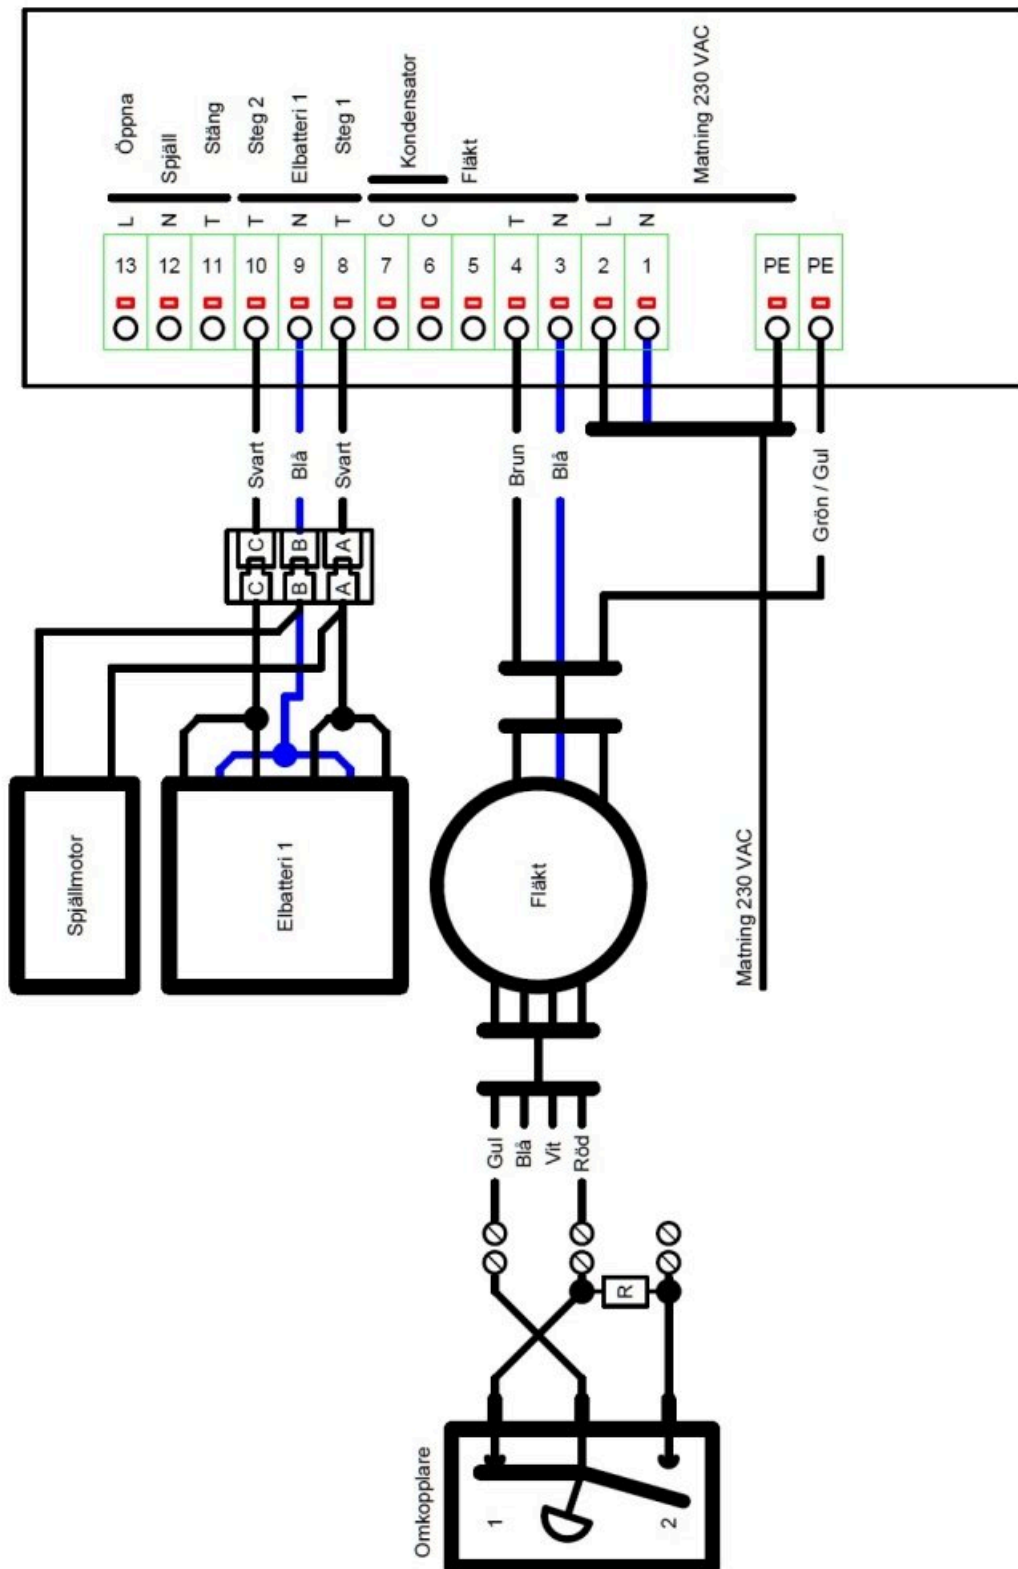 Öppna
Spjäll
Stäng
Steg 2
Elbatteri 1
Steg 1
Kondensator
Fläkt
Matning 230 VAC
L N T T N T C C T N L N
13 12 11 10 9 8 7 6 5 4 3 2 1 PE PE
Svart
Blå
Svart
Brun
Blå
Grön / Gul
C B A
C B A
Spjällmotor
Elbatteri 1
Fläkt
Matning 230 VAC
Gul
Blå
Vit
Röd
R
Omkopplare
1
2